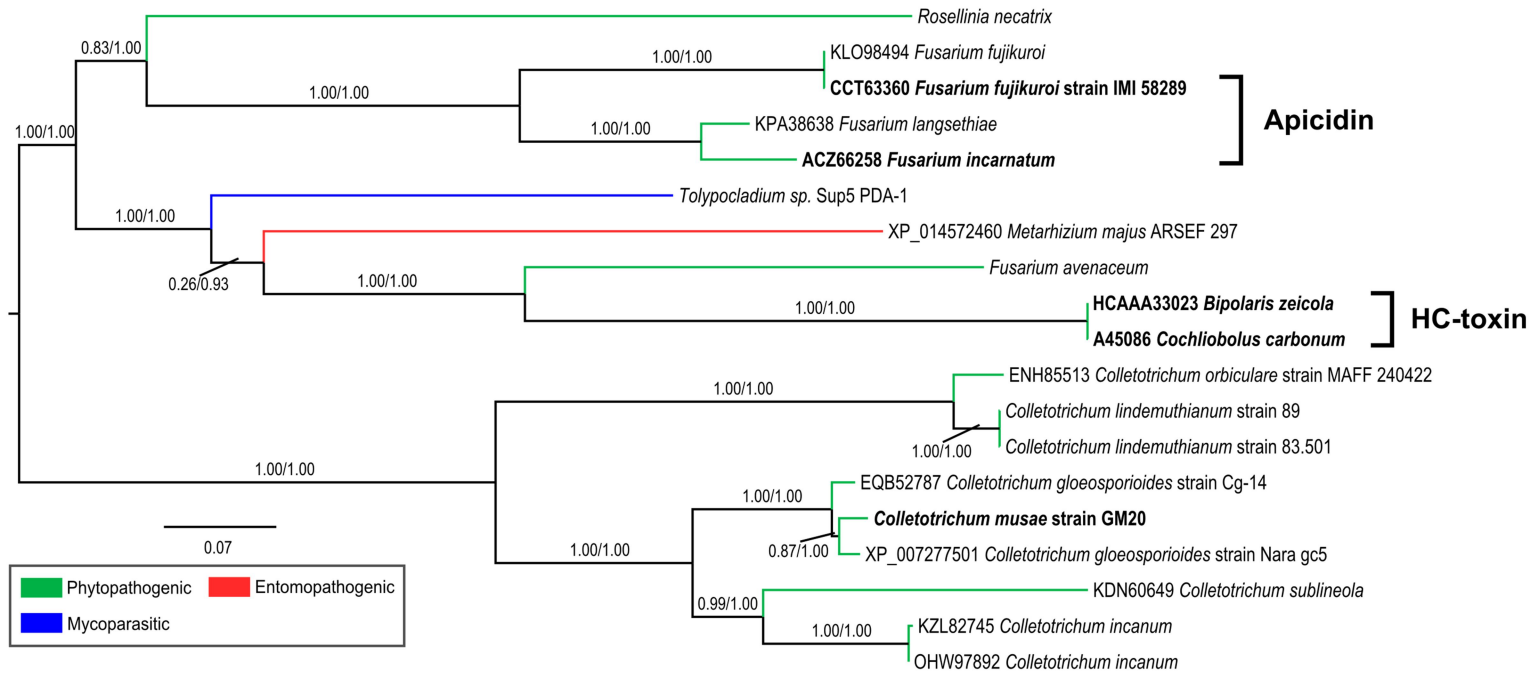 Rosellinia necatrix
0.83/1.00
KLO98494 Fusarium fujikuroi
1.00/1.00
CCT63360 Fusarium fujikuroi strain IMI 58289
1.00/1.00
Apicidin
KPA38638 Fusarium langsethiae
1.00/1.00
1.00/1.00
ACZ66258 Fusarium incarnatum
Tolypocladium sp. Sup5 PDA-1
1.00/1.00
XP_014572460 Metarhizium majus ARSEF 297
Fusarium avenaceum
0.26/0.93
1.00/1.00
HCAAA33023 Bipolaris zeicola
1.00/1.00
HC-toxin
A45086 Cochliobolus carbonum
ENH85513 Colletotrichum orbiculare strain MAFF 240422
1.00/1.00
Colletotrichum lindemuthianum strain 89
Colletotrichum lindemuthianum strain 83.501
1.00/1.00
1.00/1.00
EQB52787 Colletotrichum gloeosporioides strain Cg-14
1.00/1.00
Colletotrichum musae strain GM20
0.87/1.00
XP_007277501 Colletotrichum gloeosporioides strain Nara gc5
1.00/1.00
0.07
KDN60649 Colletotrichum sublineola
0.99/1.00
KZL82745 Colletotrichum incanum
1.00/1.00
OHW97892 Colletotrichum incanum
Phytopathogenic
Entomopathogenic
Mycoparasitic